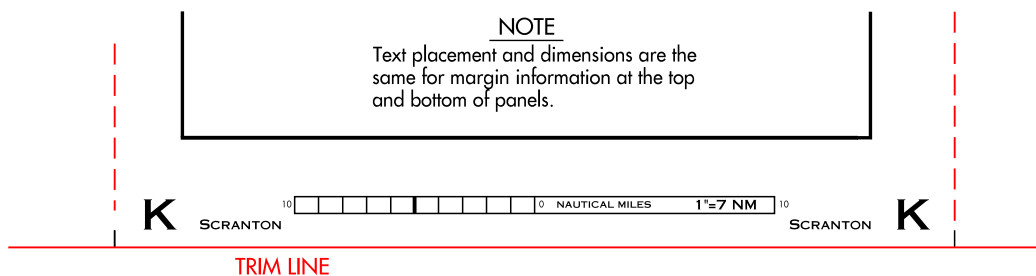 NOTE
Text placement and dimensions are the
same for margin information at the top
and bottom of panels.
K SCRANTON 10 0 NAUTICAL MILES 1"=7 NM 10 SCRANTON K
TRIM LINE